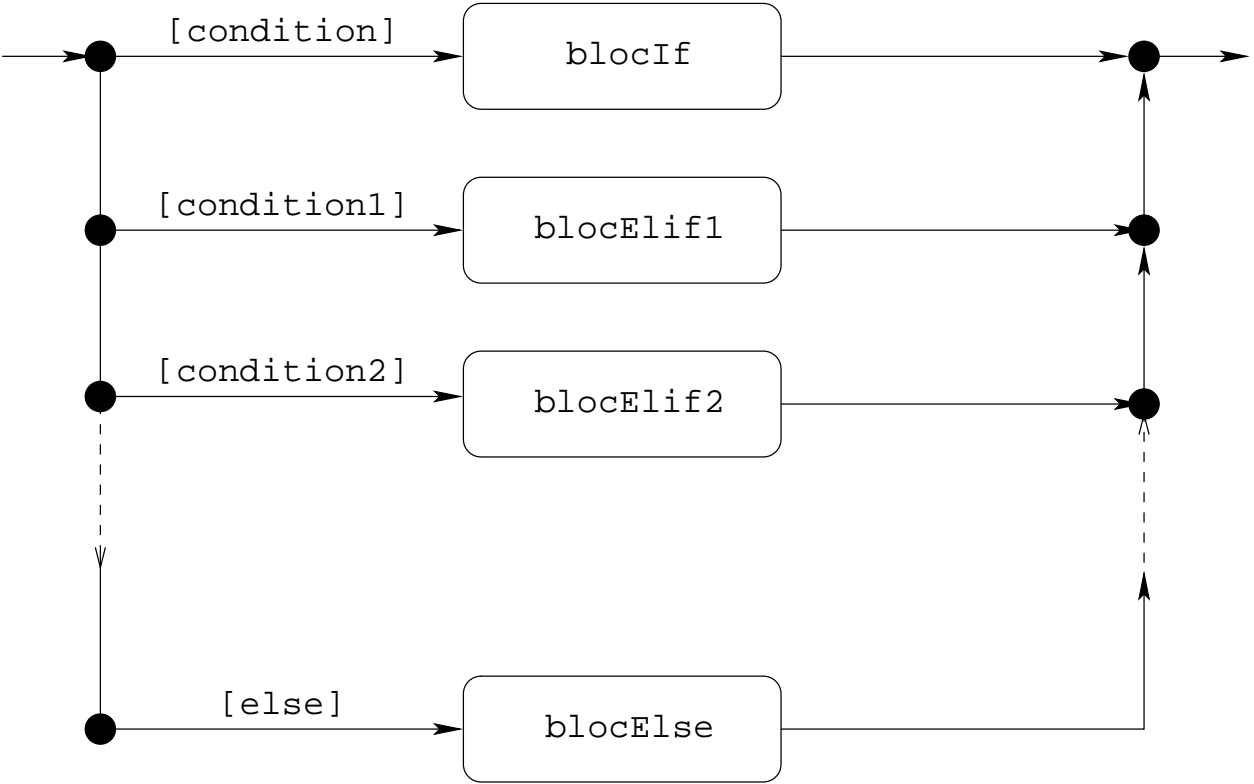 [condition]
blocIf
[condition1]
blocElif1
[condition2]
blocElif2
[else]
blocElse